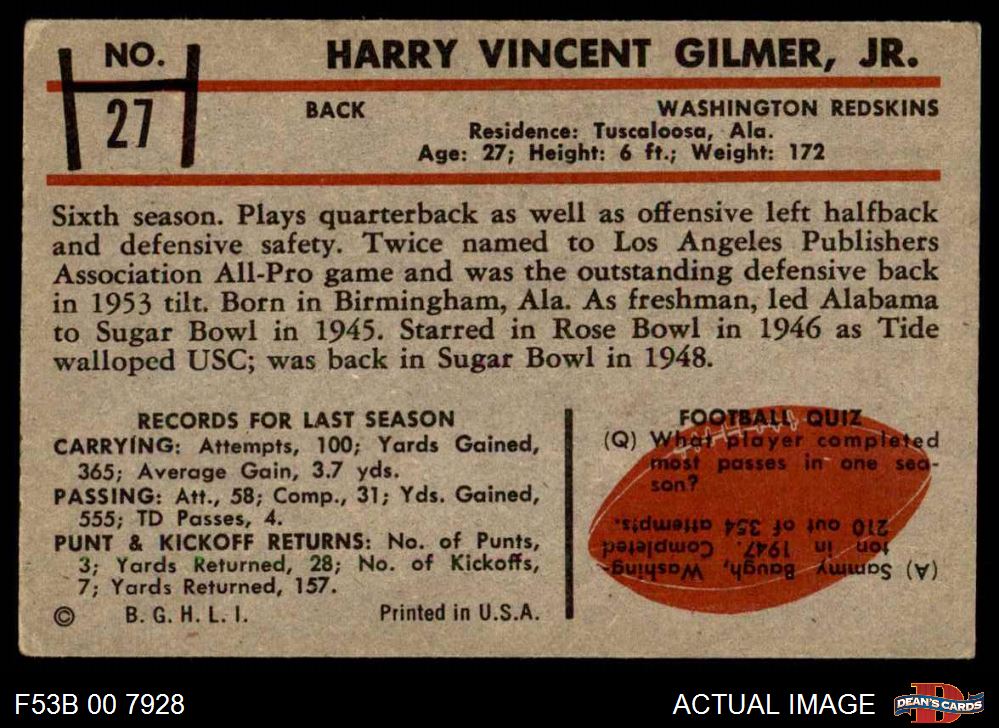 NO.
27
HARRY VINCENT GILMER, JR.
BACK WASHINGTON REDSKINS
Residence: Tuscaloosa, Ala.
Age: 27; Height: 6 ft.; Weight: 172
Sixth season. Plays quarterback as well as offensive left halfback
and defensive safety. Twice named to Los Angeles Publishers
Association All-Pro game and was the outstanding defensive back
in 1953 tilt. Born in Birmingham, Ala. As freshman, led Alabama
to Sugar Bowl in 1945. Starred in Rose Bowl in 1946 as Tide
walloped USC; was back in Sugar Bowl in 1948.
RECORDS FOR LAST SEASON
CARRYING: Attempts, 100; Yards Gained,
365; Average Gain, 3.7 yds.
PASSING: Att., 58; Comp., 31; Yds. Gained,
555; TD Passes, 4.
PUNT & KICKOFF RETURNS: No. of Punts,
3; Yards Returned, 28; No. of Kickoffs,
7; Yards Returned, 157.
© B. G. H. L. I. Printed in U.S.A.
FOOTBALL QUIZ
(Q) What player completed
most passes in one sea-
son?
(A) Sammy Baugh, Washing-
ton in 1947. Completed
210 out of 354 attempts.
F53B 00 7928 ACTUAL IMAGE
D
DEAN'S CARDS